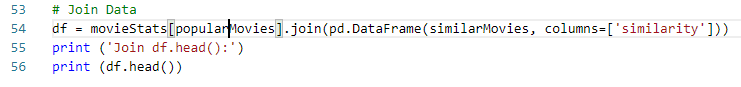 53 # Join Data
54 df = movieStats[popularMovies].join(pd.DataFrame(similarMovies, columns=['similarity']))
55 print ('Join df.head():')
56 print (df.head())